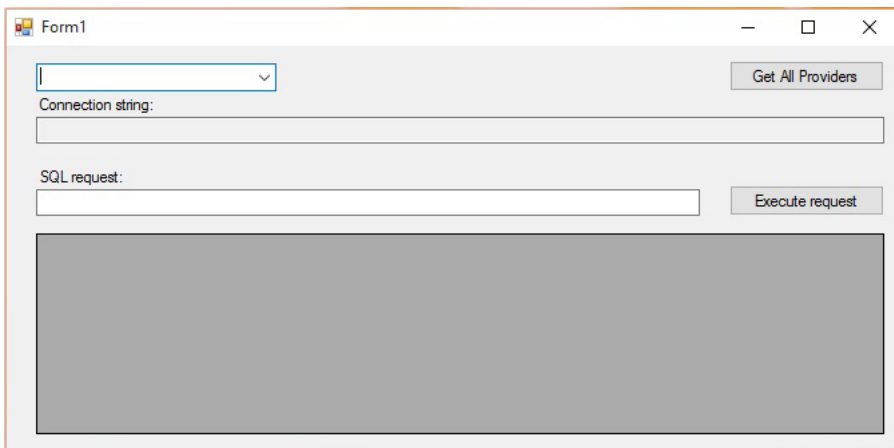 Form1
Get All Providers
Connection string:
SQL request:
Execute request